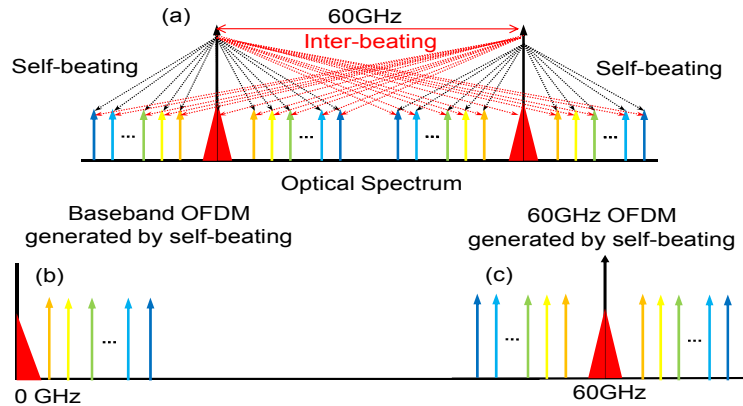 (a)
60GHz
Inter-beating
Self-beating
Self-beating
...
...
...
...
Optical Spectrum
Baseband OFDM
generated by self-beating
60GHz OFDM
generated by self-beating
(b)
(c)
...
...
...
0 GHz
60GHz